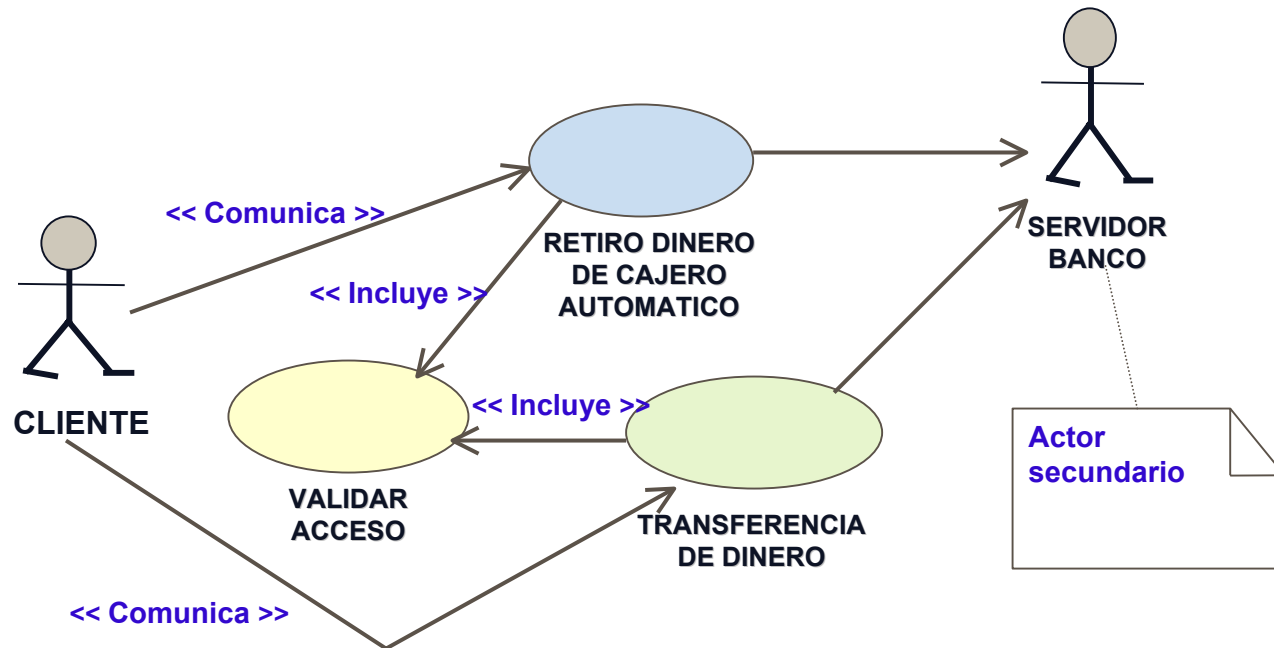 << Comunica >>
RETIRO DINERO
DE CAJERO
AUTOMATICO
SERVIDOR
BANCO
<< Incluye >>
CLIENTE
<< Incluye >>
Actor
secundario
VALIDAR
ACCESO
TRANSFERENCIA
DE DINERO
<< Comunica >>